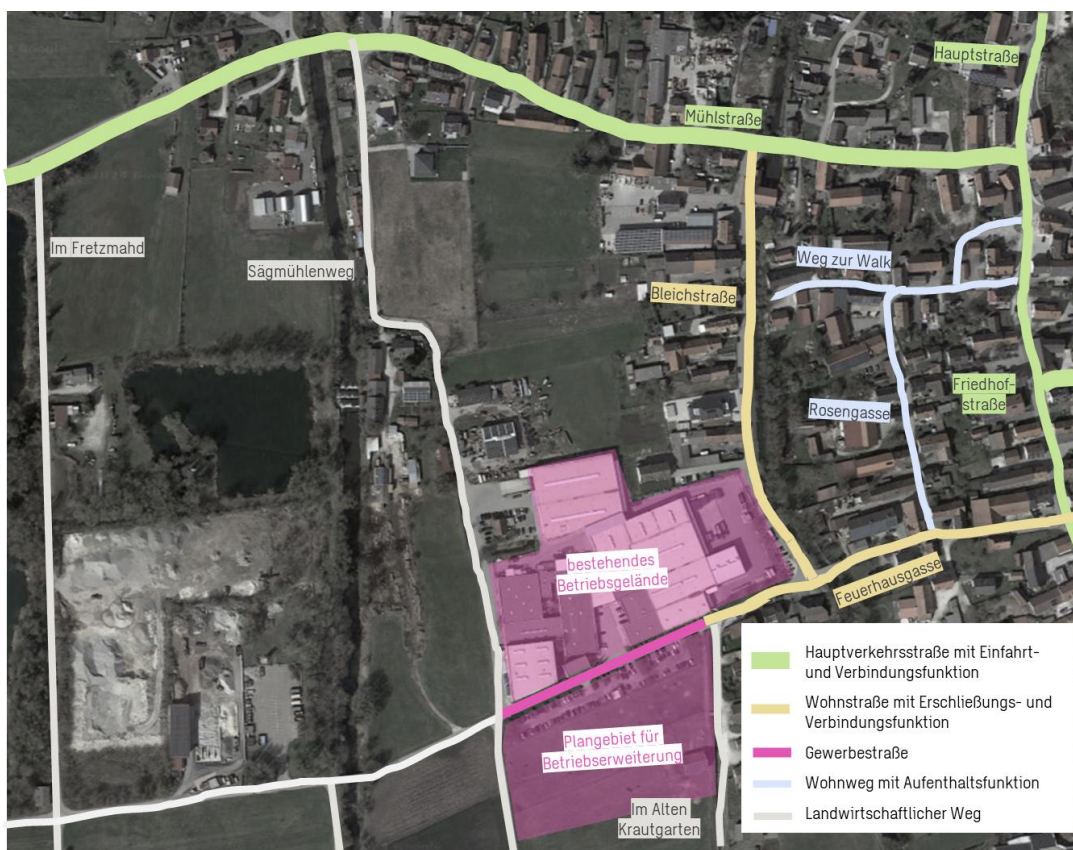 Hauptstraße
Mühlstraße
Im Fretzmahd
Sägmühlenweg
Weg zur Walk
Bleichstraße
Friedhof-
straße
Rosengasse
bestehendes
Betriebsgelände
Feuerhausgasse
Plangebiet für
Betriebserweiterung
Im Alten
Krautgarten
Hauptverkehrsstraße mit Einfahrt-
und Verbindungsfunktion
Wohnstraße mit Erschließungs- und
Verbindungsfunktion
Gewerbestraße
Wohnweg mit Aufenthaltsfunktion
Landwirtschaftlicher Weg